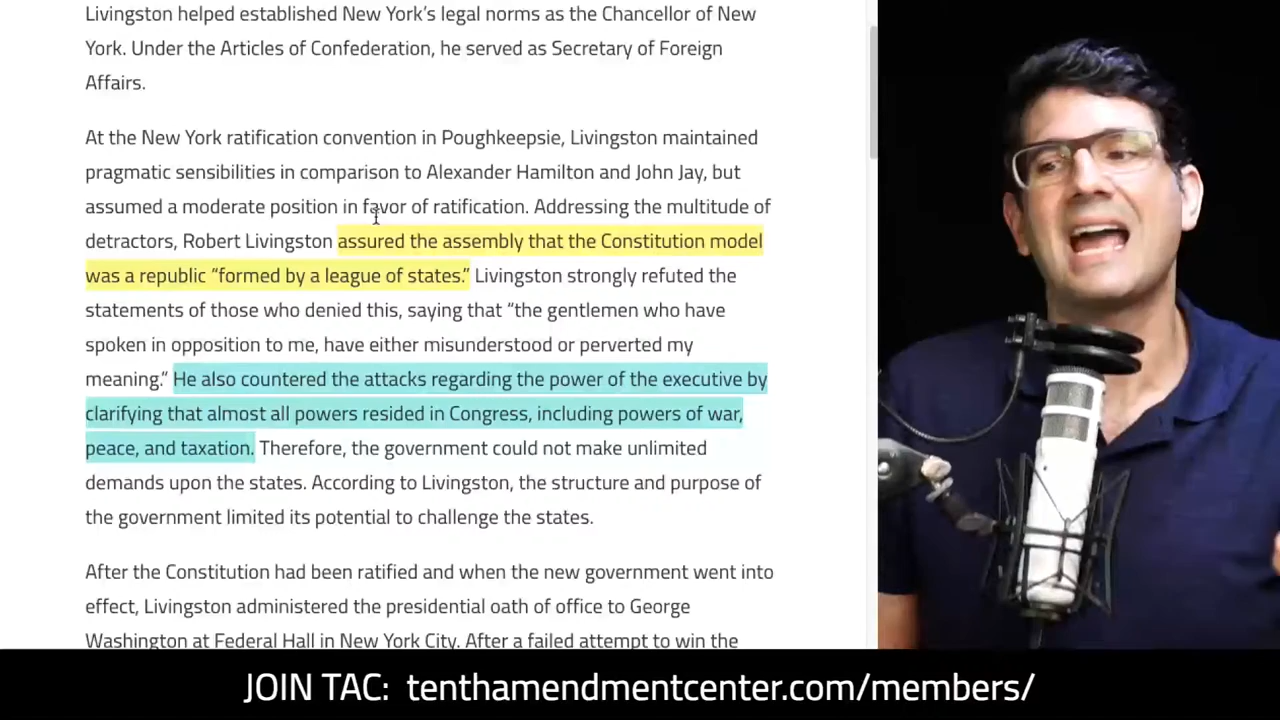 Livingston helped established New York’s legal norms as the Chancellor of New
York. Under the Articles of Confederation, he served as Secretary of Foreign
Affairs.
At the New York ratification convention in Poughkeepsie, Livingston maintained
pragmatic sensibilities in comparison to Alexander Hamilton and John Jay, but
assumed a moderate position in favor of ratification. Addressing the multitude of
detractors, Robert Livingston assured the assembly that the Constitution model
was a republic “formed by a league of states.” Livingston strongly refuted the
statements of those who denied this, saying that “the gentlemen who have
spoken in opposition to me, have either misunderstood or perverted my
meaning.” He also countered the attacks regarding the power of the executive by
clarifying that almost all powers resided in Congress, including powers of war,
peace, and taxation. Therefore, the government could not make unlimited
demands upon the states. According to Livingston, the structure and purpose of
the government limited its potential to challenge the states.
After the Constitution had been ratified and when the new government went into
effect, Livingston administered the presidential oath of office to George
Washington at Federal Hall in New York City. After a failed attempt to win the
JOIN TAC: tenthamendmentcenter.com/members/